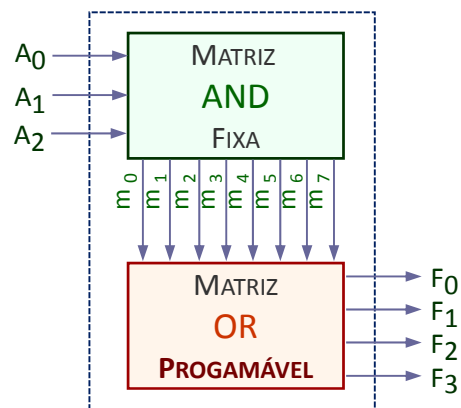 A0
A1
A2
MATRIZ
AND
FIXA
m0 m1 m2 m3 m4 m5 m6 m7
MATRIZ
OR
PROGAMÁVEL
F0
F1
F2
F3